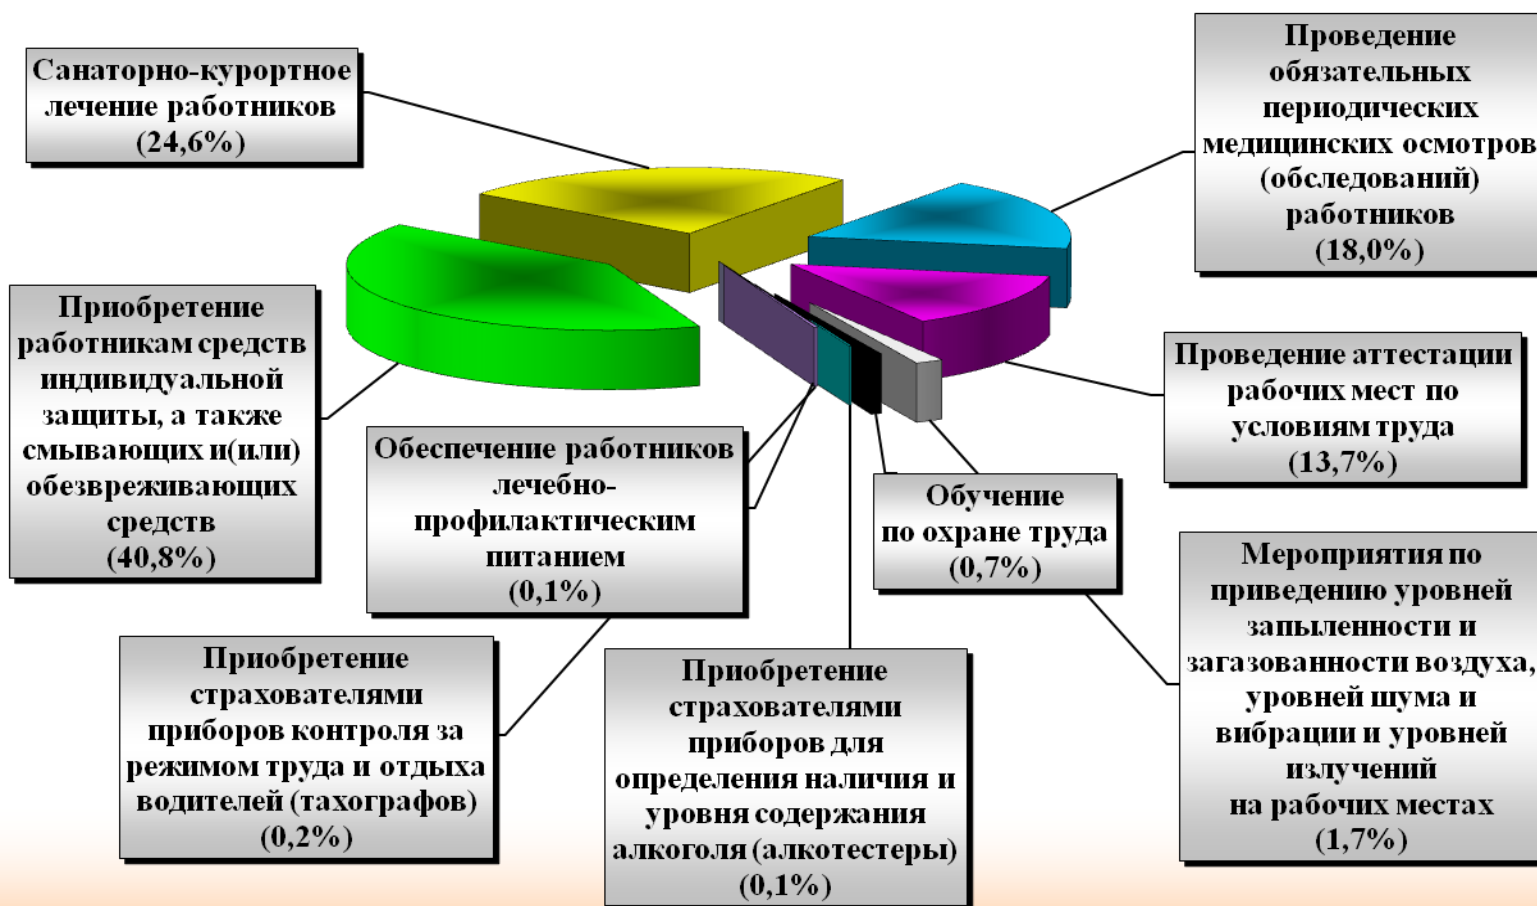 Санаторно-курортное
лечение работников
(24,6%)
Проведение
обязательных
периодических
медицинских осмотров
(обследований)
работников
(18,0%)
Приобретение
работникам средств
индивидуальной
защиты, а также
смывающих и(или)
обезвреживающих
средств
(40,8%)
Проведение аттестации
рабочих мест по
условиям труда
(13,7%)
Обеспечение работников
лечебно-
профилактическим
питанием
(0,1%)
Обучение
по охране труда
(0,7%)
Мероприятия по
приведению уровней
запыленности и
загазованности воздуха,
уровней шума и
вибрации и уровней
излучений
на рабочих местах
(1,7%)
Приобретение
страхователями
приборов контроля за
режимом труда и отдыха
водителей (тахографов)
(0,2%)
Приобретение
страхователями
приборов для
определения наличия и
уровня содержания
алкоголя (алкотестеры)
(0,1%)